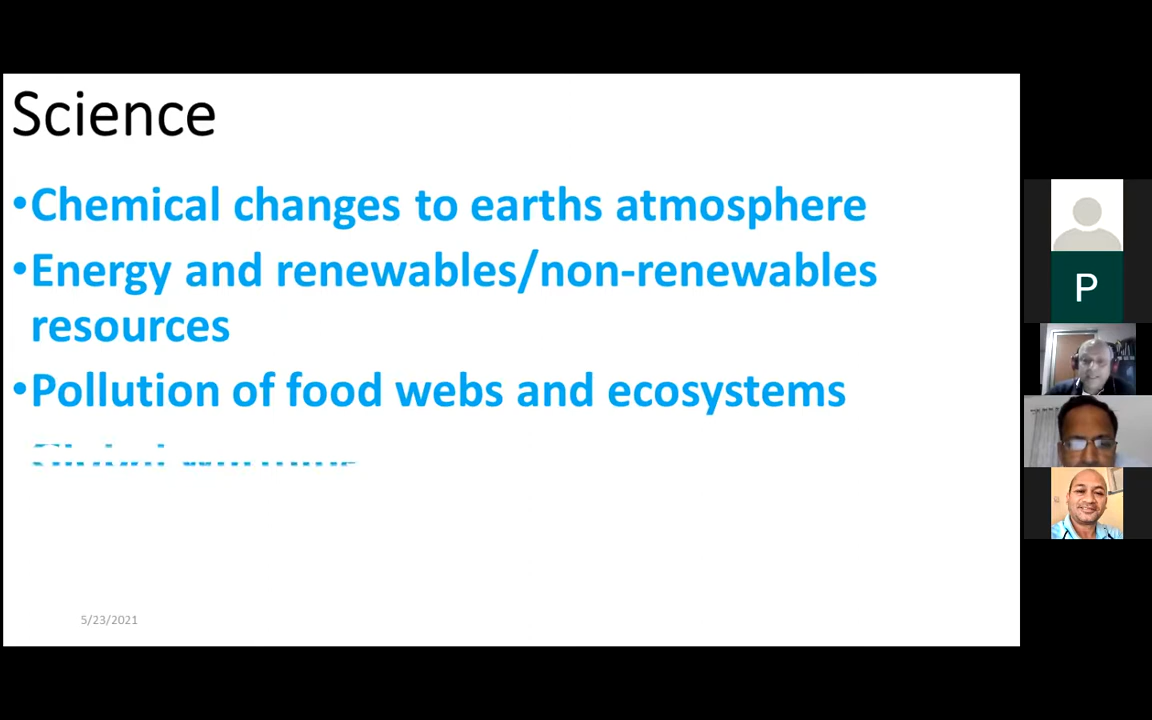 Science
•Chemical changes to earths atmosphere
•Energy and renewables/non-renewables
resources
•Pollution of food webs and ecosystems
5/23/2021
P